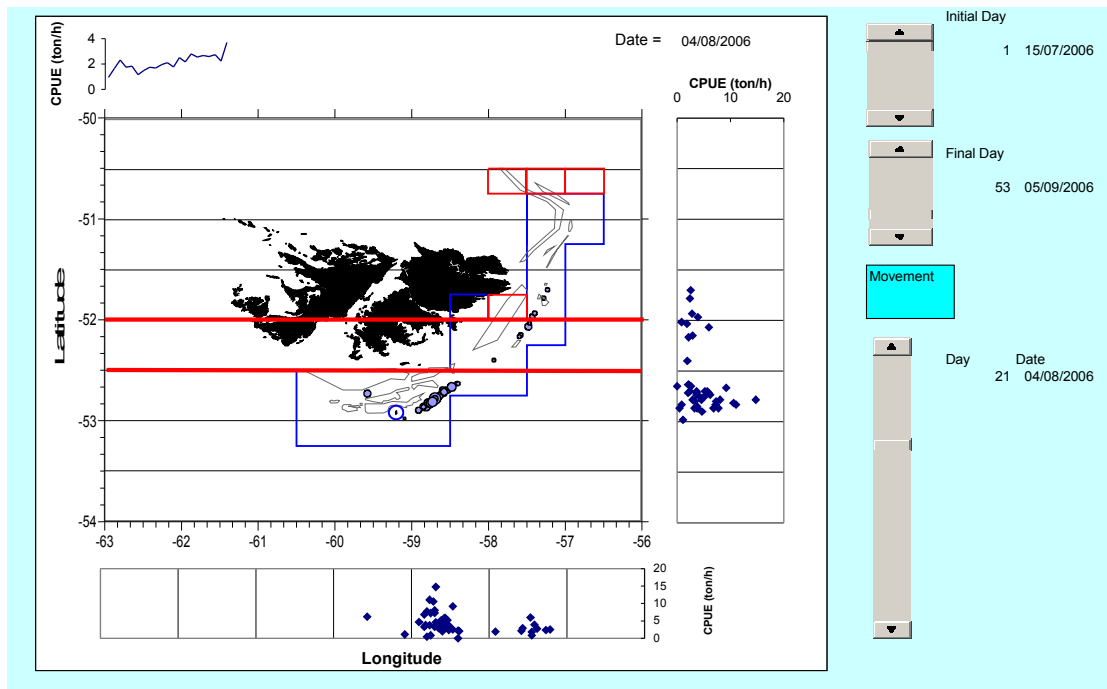 CPUE (ton/h)
4
2
0
Date = 04/08/2006
CPUE (ton/h)
0 10 20
-50
-51
-52
-53
-54
Latitude
-63 -62 -61 -60 -59 -58 -57 -56
20
15
10
5
0
CPUE (ton/h)
Longitude
Initial Day
1 15/07/2006
Final Day
53 05/09/2006
Movement
Day Date
21 04/08/2006